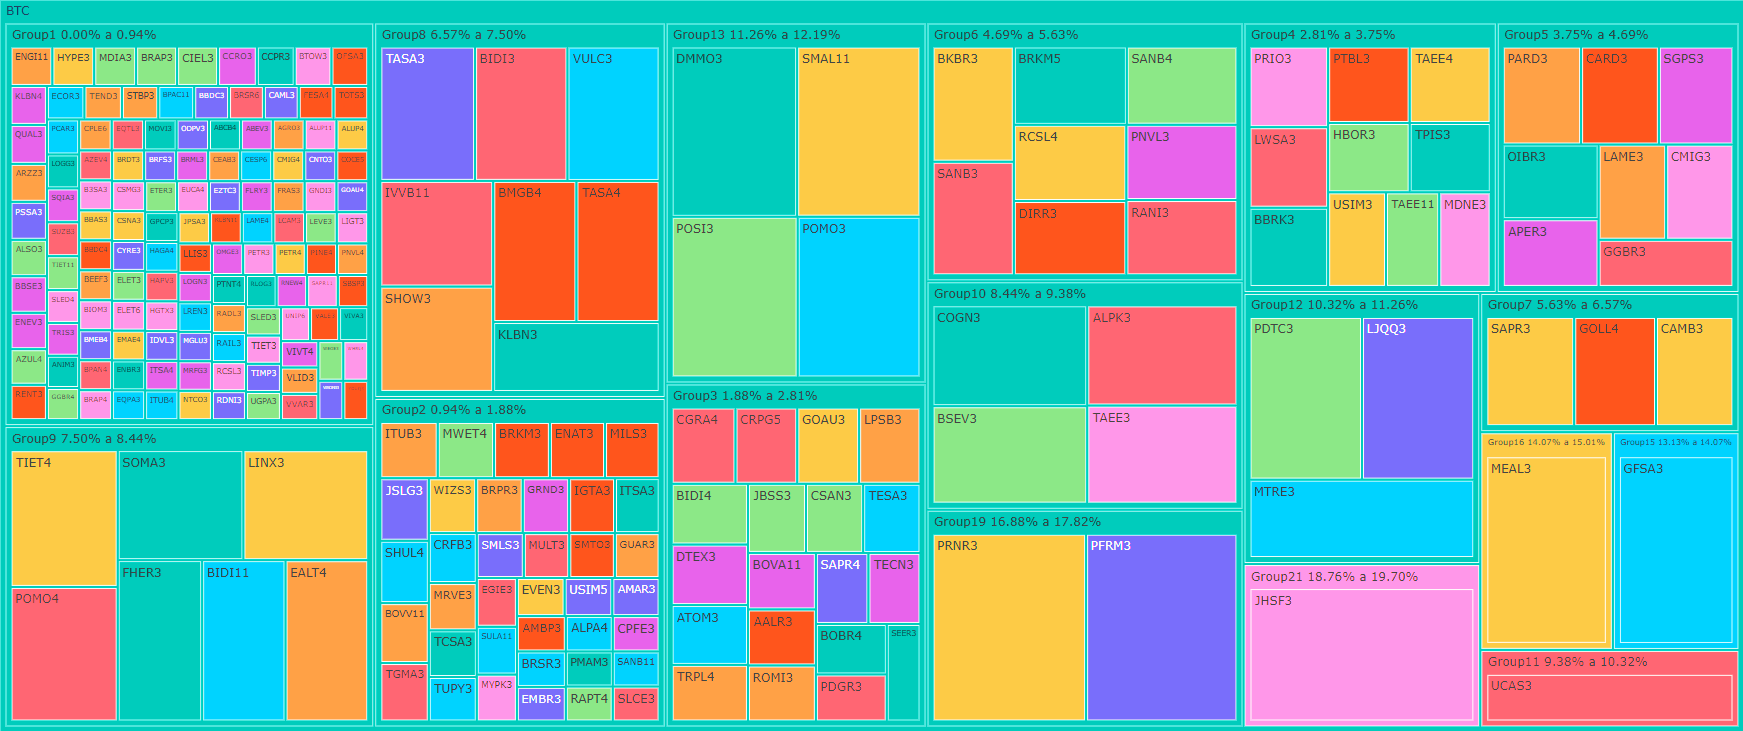 BTC
Group1 0.00% a 0.94%
ENGI11 HYPE3 MDIA3 BRAP3 CIEL3 CCRO3 CCPR3 BTOW3 OFSA3
KLBN4 ECOR3 TEND3 STBP3 BPAC11 BBDC3 BRSR6 CAML3 FESA4 TOTS3
QUAL3 PCAR3 CPLE6 EQTL3 MOVI3 ODPV3 ABCB4 ABEV3 AGRO3 ALUP11 ALUP4
LOGG3 AZEV4 BRDT3 BRFS3 BRML3 CEAB3 CESP6 CMIG4 CNTO3 COCE5
ARZZ3 SQIA3 B3SA3 CSMG3 ETER3 EUCA4 EZTC3 FLRY3 FRAS3 GNDI3 GOAU4
PSSA3 SUZB3 BBAS3 CSNA3 GPCP3 JPSA3 KLBN11 LAME4 LCAM3 LEVE3 LIGT3
ALSO3 TIET11 BBDC4 CYRE3 HAGA4 LLIS3 OMGE3 PETR3 PETR4 PINE4 PNVL4
BBSE3 SLED4 BEEF3 ELET3 HAPV3 LOGN3 PTNT4 RLOG3 RNEW4 SAPR11 SBSP3
ENEV3 TRIS3 BIOM3 ELET6 HGTX3 LREN3 RADL3 SLED3 UNIP6 VALE3 VIVA3
AZUL4 ANIM3 BMEB4 EMAE4 IDVL3 MGLU3 RAIL3 TIET3 VIVT4
BPAN4 ENBR3 ITSA4 MRFG3 RCSL3 TIMP3 VLID3
RENT3 GGBR4 BRAP4 EQPA3 ITUB4 NTCO3 RDNI3 UGPA3 VVAR3
Group9 7.50% a 8.44%
TIET4 SOMA3 LINX3
FHER3 BIDI11 EALT4
POMO4
Group8 6.57% a 7.50%
TASA3 BIDI3 VULC3
IVVB11 BMGB4 TASA4
SHOW3
KLBN3
Group2 0.94% a 1.88%
ITUB3 MWET4 BRKM3 ENAT3 MILS3
JSLG3 WIZS3 BRPR3 GRND3 IGTA3 ITSA3
SHUL4 CRFB3 SMLS3 MULT3 SMTO3 GUAR3
MRVE3 EGIE3 EVEN3 USIM5 AMAR3
BOVV11 TCSA3 SULA11 AMBP3 ALPA4 CPFE3
BRSR3 PMAM3 SANB11
TGMA3 TUPY3 MYPK3 EMBR3 RAPT4 SLCE3
Group13 11.26% a 12.19%
DMMO3 SMAL11
POSI3 POMO3
Group3 1.88% a 2.81%
CGRA4 CRPG5 GOAU3 LPSB3
BIDI4 JBSS3 CSAN3 TESA3
DTEX3 BOVA11 SAPR4 TECN3
ATOM3 AALR3 BOBR4 SEER3
TRPL4 ROMI3 PDGR3
Group6 4.69% a 5.63%
BKBR3 BRKM5 SANB4
RCSL4 PNVL3
SANB3
DIRR3 RANI3
Group10 8.44% a 9.38%
COGN3 ALPK3
BSEV3 TAEE3
Group19 16.88% a 17.82%
PRNR3 PFRM3
Group4 2.81% a 3.75%
PRIO3 PTBL3 TAEE4
LWSA3 HBOR3 TPIS3
BBRK3 USIM3 TAEE11 MDNE3
Group5 3.75% a 4.69%
PARD3 CARD3 SGPS3
OIBR3 LAME3 CMIG3
APER3 GGBR3
Group12 10.32% a 11.26%
PDTC3 LJQQ3
MTRE3
Group7 5.63% a 6.57%
SAPR3 GOLL4 CAMB3
Group16 14.07% a 15.01%
MEAL3
Group15 13.13% a 14.07%
GFSA3
Group21 18.76% a 19.70%
JHSF3
Group11 9.38% a 10.32%
UCAS3